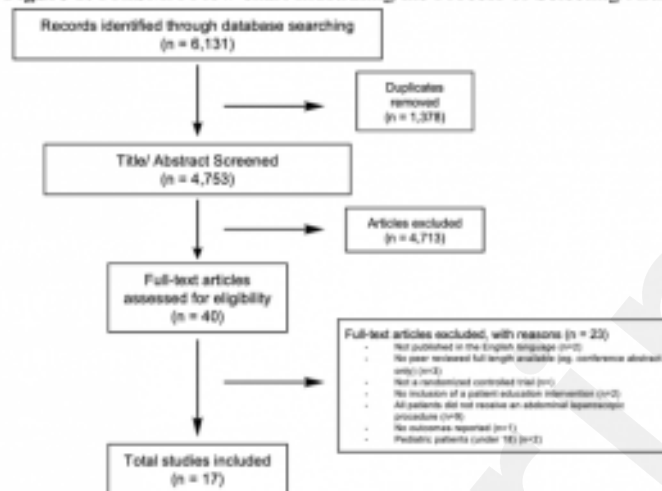 Records identified through database searching
(n = 6,131)
Duplicates
removed
(n = 1,378)
Title/ Abstract Screened
(n = 4,753)
Articles excluded
(n = 4,713)
Full-text articles
assessed for eligibility
(n = 40)
Full-text articles excluded, with reasons (n = 23)
Not published in the English language (n=2)
No peer reviewed full length available (eg. conference abstract
only) (n=3)
Not a randomized controlled trial
No inclusion of a patient education intervention (n=2)
All patients did not receive an abdominal laparoscopic
procedure
No outcomes reported (n=1)
Pediatric patients (under 18) (n=2)
Total studies included
(n = 17)